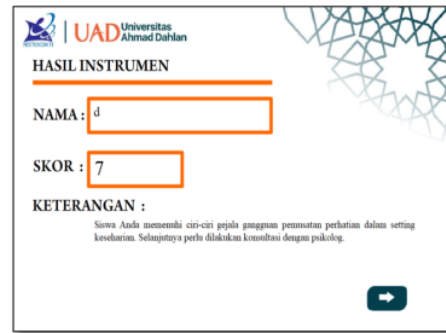 UAD Universitas
Ahmad Dahlan
HASIL INSTRUMEN
NAMA : d
SKOR : 7
KETERANGAN :
Siswa Anda memenuhi ciri-ciri gejala gangguan pemusatan perhatian dalam setting
keseharian. Selanjutnya perlu dilakukan konsultasi dengan psikolog.